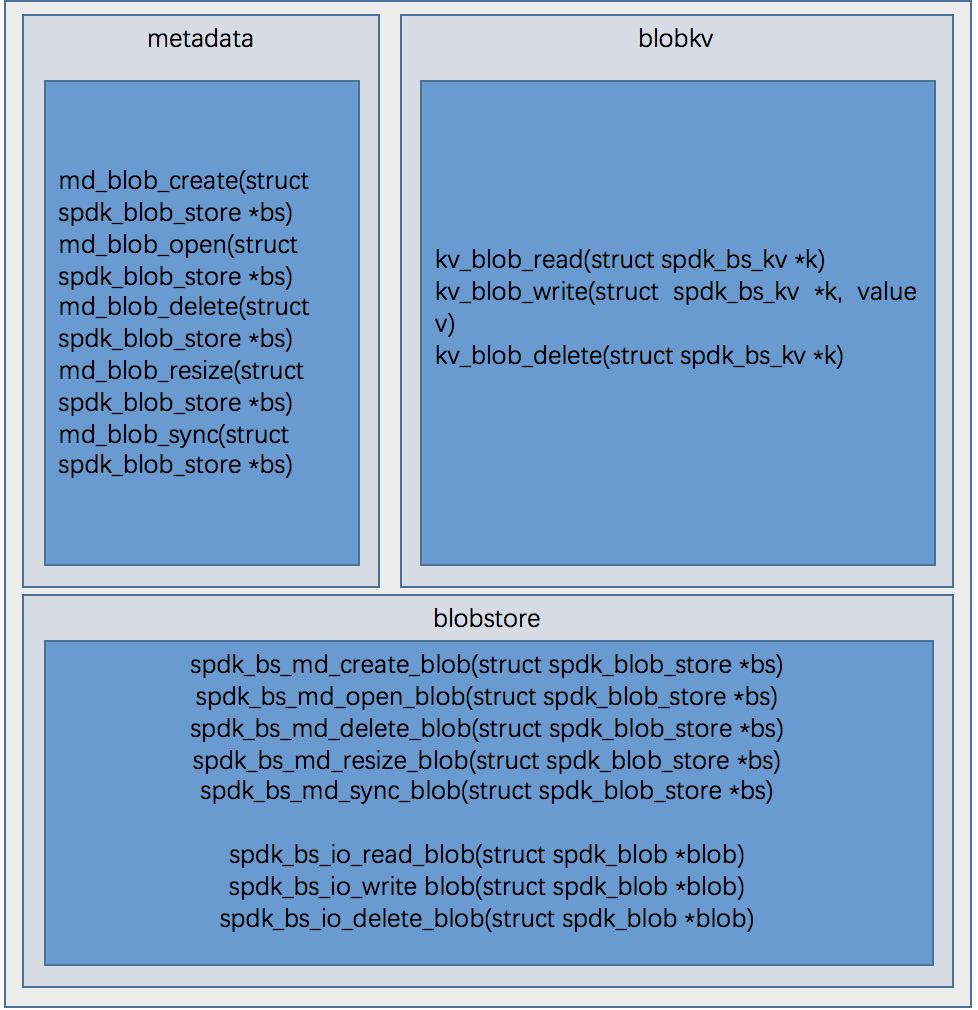 metadata
md_blob_create(struct
spdk_blob_store *bs)
md_blob_open(struct
spdk_blob_store *bs)
md_blob_delete(struct
spdk_blob_store *bs)
md_blob_resize(struct
spdk_blob_store *bs)
md_blob_sync(struct
spdk_blob_store *bs)
blobkv
kv_blob_read(struct spdk_bs_kv *k)
kv_blob_write(struct spdk_bs_kv *k, value
v)
kv_blob_delete(struct spdk_bs_kv *k)
blobstore
spdk_bs_md_create_blob(struct spdk_blob_store *bs)
spdk_bs_md_open_blob(struct spdk_blob_store *bs)
spdk_bs_md_delete_blob(struct spdk_blob_store *bs)
spdk_bs_md_resize_blob(struct spdk_blob_store *bs)
spdk_bs_md_sync_blob(struct spdk_blob_store *bs)
spdk_bs_io_read_blob(struct spdk_blob *blob)
spdk_bs_io_write blob(struct spdk_blob *blob)
spdk_bs_io_delete_blob(struct spdk_blob *blob)